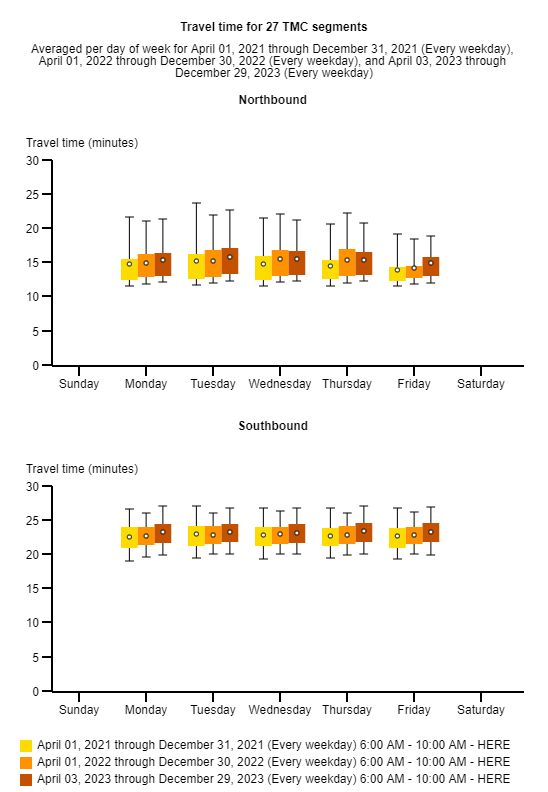 Travel time for 27 TMC segments
Averaged per day of week for April 01, 2021 through December 31, 2021 (Every weekday),
April 01, 2022 through December 30, 2022 (Every weekday), and April 03, 2023 through
December 29, 2023 (Every weekday)
Northbound
Travel time (minutes)
30
25
20
15
10
5
0
Sunday Monday Tuesday Wednesday Thursday Friday Saturday
Southbound
Travel time (minutes)
30
25
20
15
10
5
0
Sunday Monday Tuesday Wednesday Thursday Friday Saturday
April 01, 2021 through December 31, 2021 (Every weekday) 6:00 AM - 10:00 AM - HERE
April 01, 2022 through December 30, 2022 (Every weekday) 6:00 AM - 10:00 AM - HERE
April 03, 2023 through December 29, 2023 (Every weekday) 6:00 AM - 10:00 AM - HERE